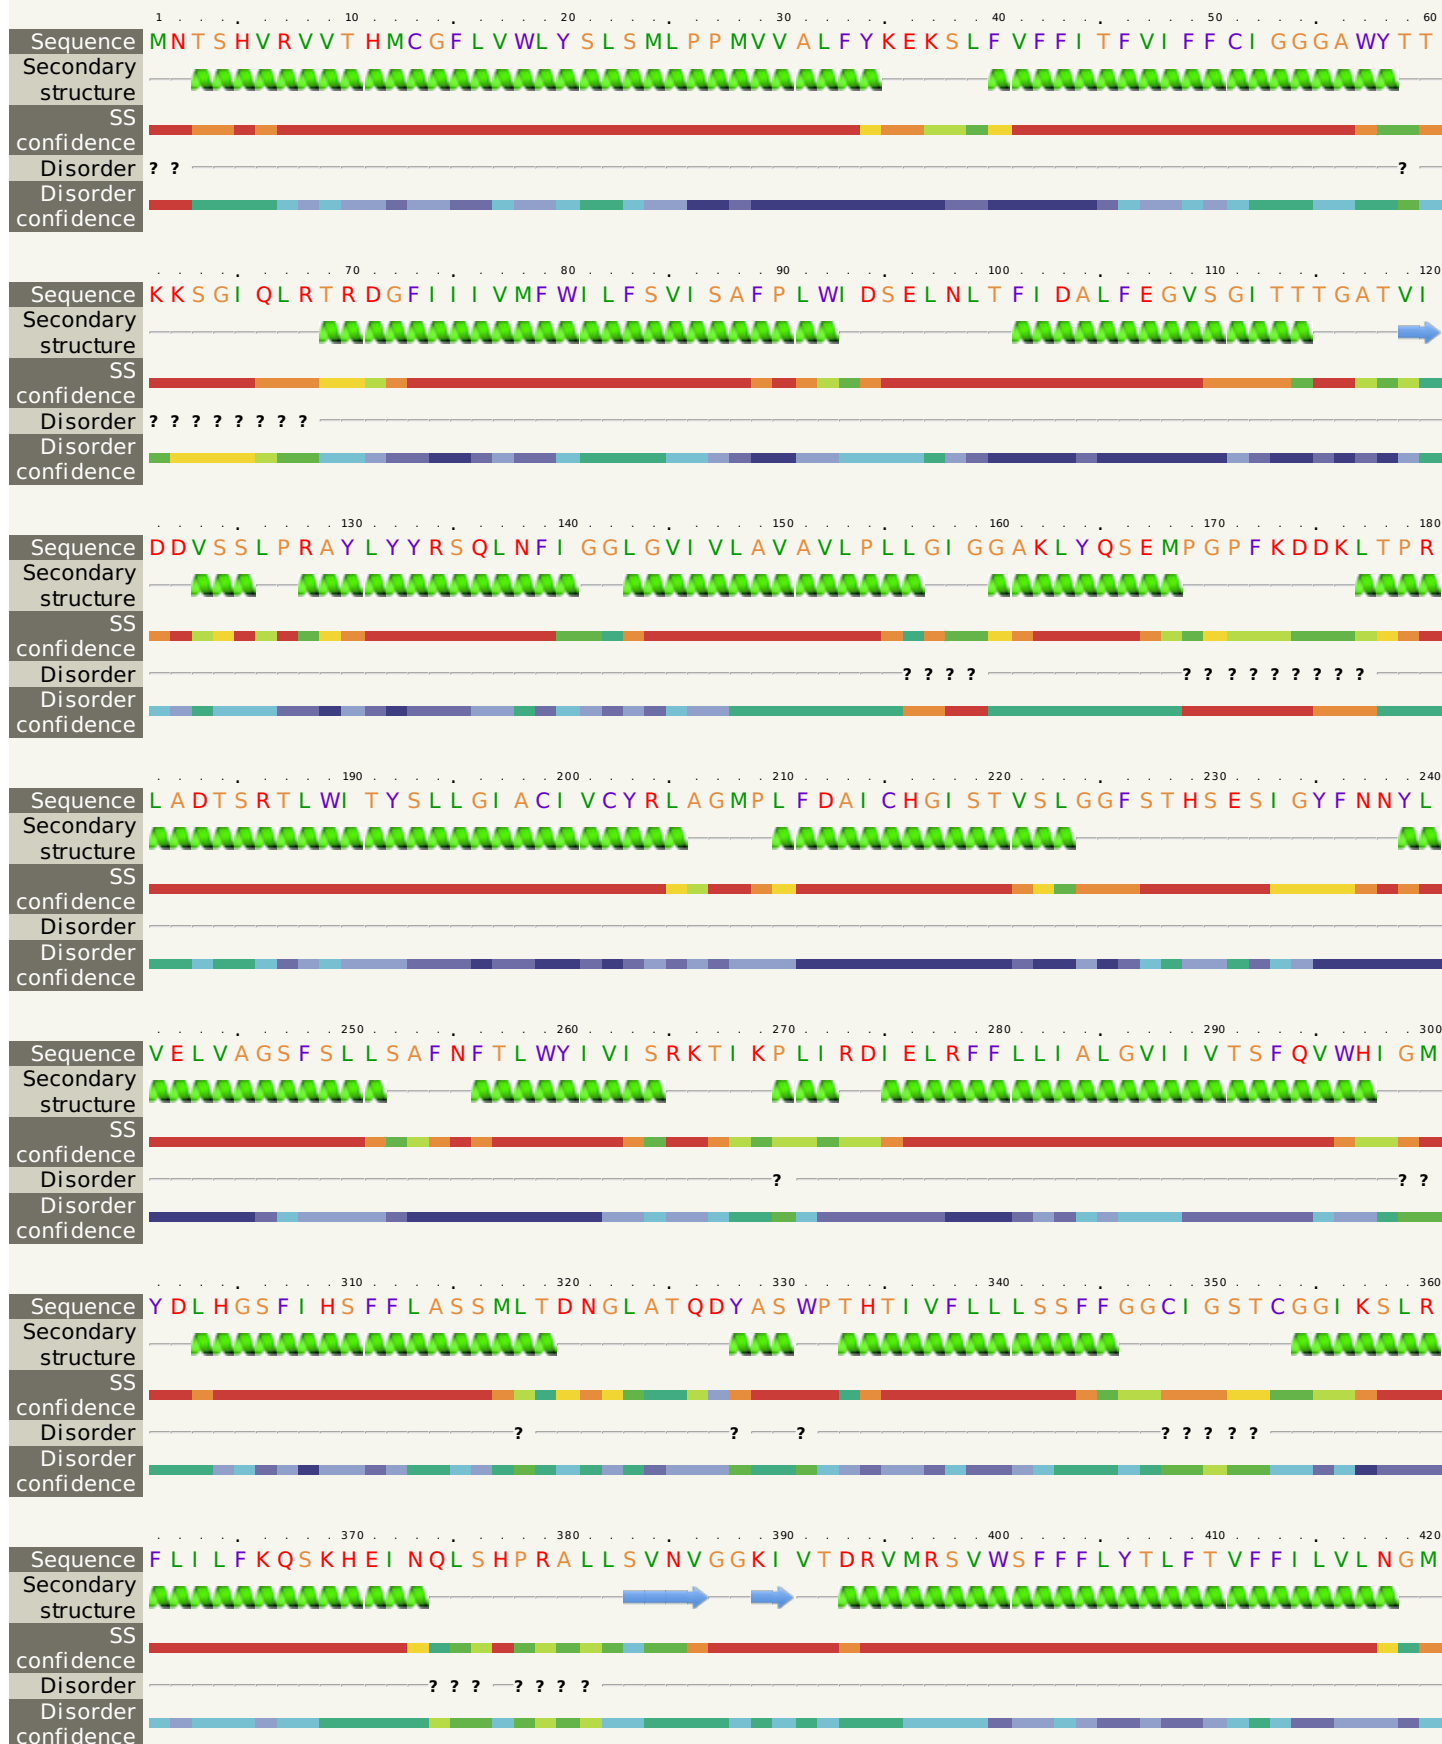 1 10 20 30 40 50 60
Sequence MNTSHVRVVTHMCGFLVWLYSLSMLPPMVVALFYKEKSLFVFFITFVIFFCIGGGAWYTT
Secondary
structure
SS
confidence
Disorder ? ? ?
Disorder
confidence
70 80 90 100 110 120
Sequence KKSGIQLRTRDGFIIIVMFWILFSVISAFPLWIDSELNLTFIDALFEGVSGITTTGATVI
Secondary
structure
SS
confidence
Disorder ? ? ? ? ? ? ? ?
Disorder
confidence
130 140 150 160 170 180
Sequence DDVSSLPRAYLYYRSQLNFIGGLGVIVLAVAVLPLLGIGGAKLYQSEMPGPFKDDKLTPR
Secondary
structure
SS
confidence
Disorder ? ? ? ? ? ? ? ? ? ? ? ? ?
Disorder
confidence
190 200 210 220 230 240
Sequence LADTSRTLWITYSLLGIACIVCYRLAGMPLFDAICHGISTVSLGGFSTHSESIGYFNNYL
Secondary
structure
SS
confidence
Disorder
Disorder
confidence
250 260 270 280 290 300
Sequence VELVAGSFSLLSAFNFTLWYIVISRKTIKPLIRDIELRFFLLIALGVIIVTSFQVWHIGM
Secondary
structure
SS
confidence
Disorder ? ? ?
Disorder
confidence
310 320 330 340 350 360
Sequence YDLHGSFIHSFFLASSMLTDNGLATQDYASWPTHTIVFLLLSSFFGGCIGSTCGGIKSLR
Secondary
structure
SS
confidence
Disorder ? ? ? ? ? ? ? ?
Disorder
confidence
370 380 390 400 410 420
Sequence FLILFKQSKHEINQLSHPRALLSVNVGGKIVTDRVMRSVWSFFFLYTLFTVFFILVLNGM
Secondary
structure
SS
confidence
Disorder ? ? ? ? ? ? ?
Disorder
confidence